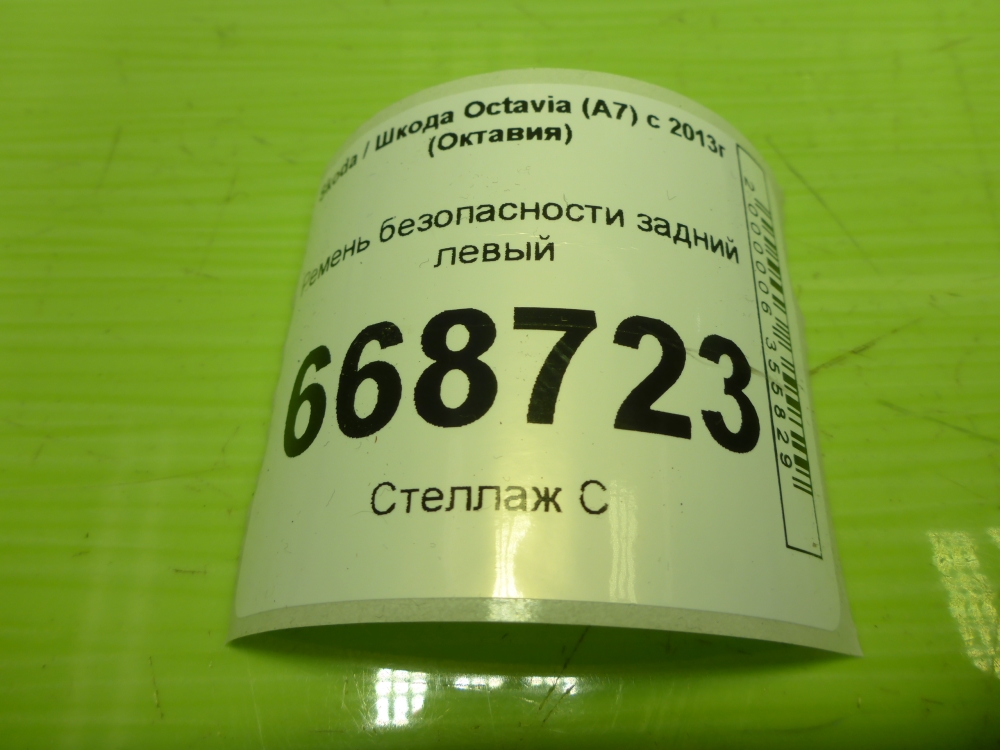 Skoda / Шкода Octavia (A7) с 2013г
(Октавия)
Ремень безопасности задний
левый
668723
Стеллаж С
2000006355829